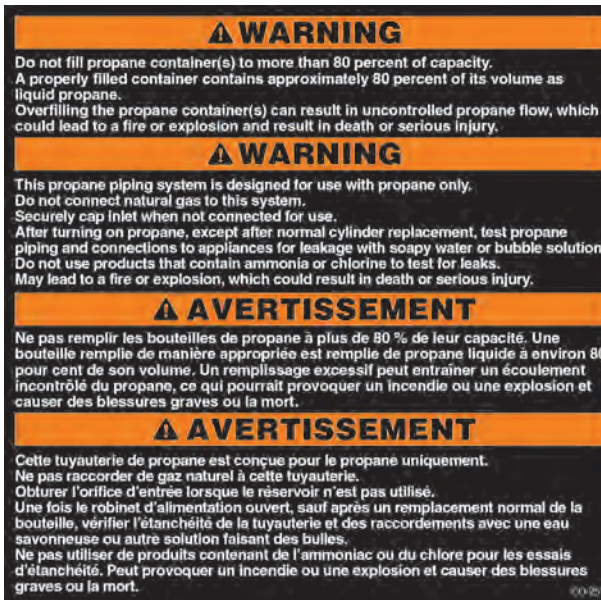 ⚠ WARNING
Do not fill propane container(s) to more than 80 percent of capacity.
A properly filled container contains approximately 80 percent of its volume as
liquid propane.
Overfilling the propane container(s) can result in uncontrolled propane flow, which
could lead to a fire or explosion and result in death or serious injury.
⚠ WARNING
This propane piping system is designed for use with propane only.
Do not connect natural gas to this system.
Securely cap inlet when not connected for use.
After turning on propane, except after normal cylinder replacement, test propane
piping and connections to appliances for leakage with soapy water or bubble solution
Do not use products that contain ammonia or chlorine to test for leaks.
May lead to a fire or explosion, which could result in death or serious injury.
⚠ AVERTISSEMENT
Ne pas remplir les bouteilles de propane à plus de 80 % de leur capacité. Une
bouteille remplie de manière appropriée est remplie de propane liquide à environ 80
pour cent de son volume. Un remplissage excessif peut entraîner un écoulement
incontrôlé du propane, ce qui pourrait provoquer un incendie ou une explosion et
causer des blessures graves ou la mort.
⚠ AVERTISSEMENT
Cette tuyauterie de propane est conçue pour le propane uniquement.
Ne pas raccorder de gaz naturel à cette tuyauterie.
Obturer l'orifice d'entrée lorsque le réservoir n'est pas utilisé.
Une fois le robinet d'alimentation ouvert, sauf après un remplacement normal de la
bouteille, vérifier l'étanchéité de la tuyauterie et des raccordements avec une eau
savonneuse ou autre solution faisant des bulles.
Ne pas utiliser de produits contenant de l'ammoniac ou du chlore pour les essais
d'étanchéité. Peut provoquer un incendie ou une explosion et causer des blessures
graves ou la mort.